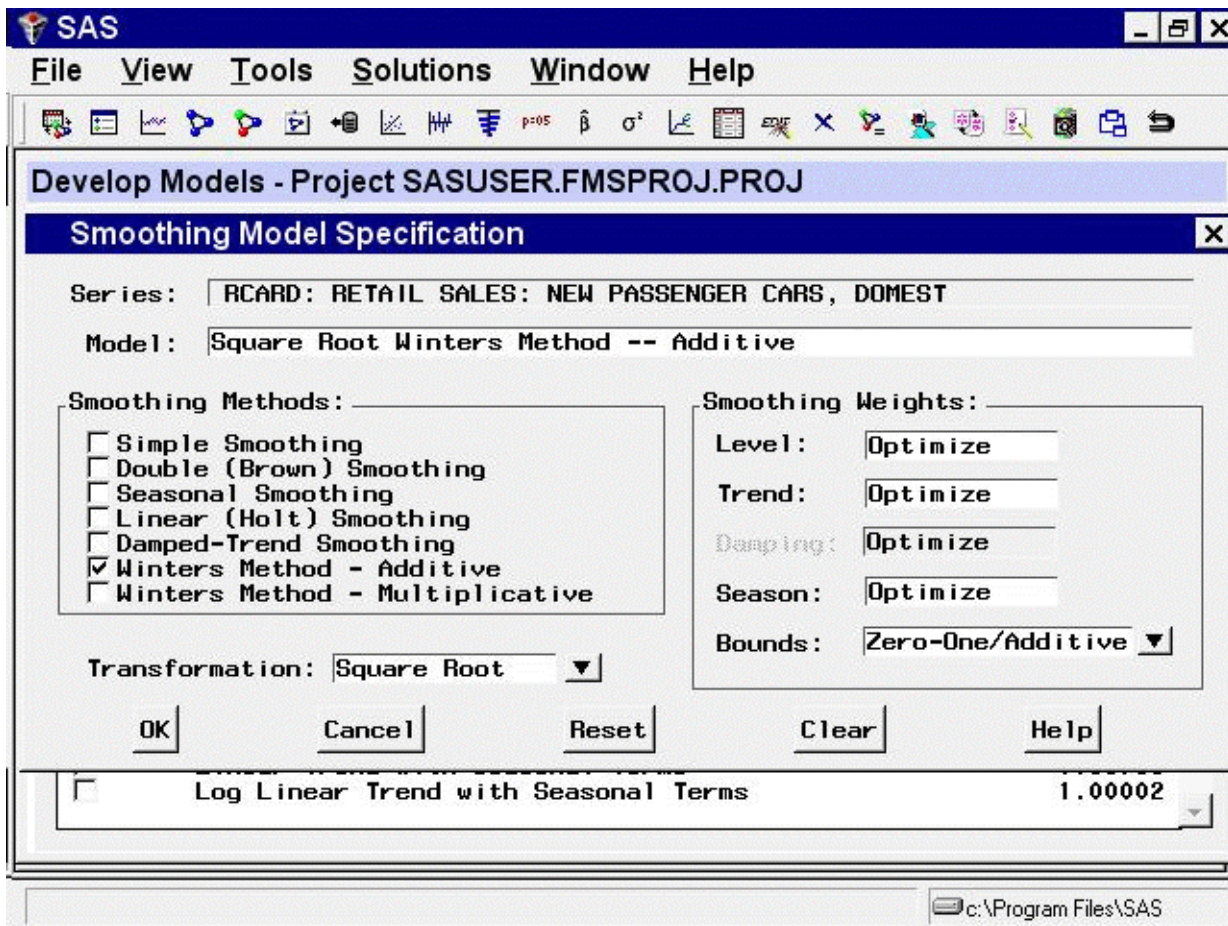 SAS
File View Tools Solutions Window Help
p=05 β̂ σ²
Develop Models - Project SASUSER.FMSPROJ.PROJ
Smoothing Model Specification
Series: RCARD: RETAIL SALES: NEW PASSENGER CARS, DOMEST
Model: Square Root Winters Method -- Additive
Smoothing Methods:
Simple Smoothing
Double (Brown) Smoothing
Seasonal Smoothing
Linear (Holt) Smoothing
Damped-Trend Smoothing
Winters Method - Additive
Winters Method - Multiplicative
Transformation: Square Root
Smoothing Weights:
Level: Optimize
Trend: Optimize
Damping: Optimize
Season: Optimize
Bounds: Zero-One/Additive
OK Cancel Reset Clear Help
Log Linear Trend with Seasonal Terms 1.00002
c:\Program Files\SAS